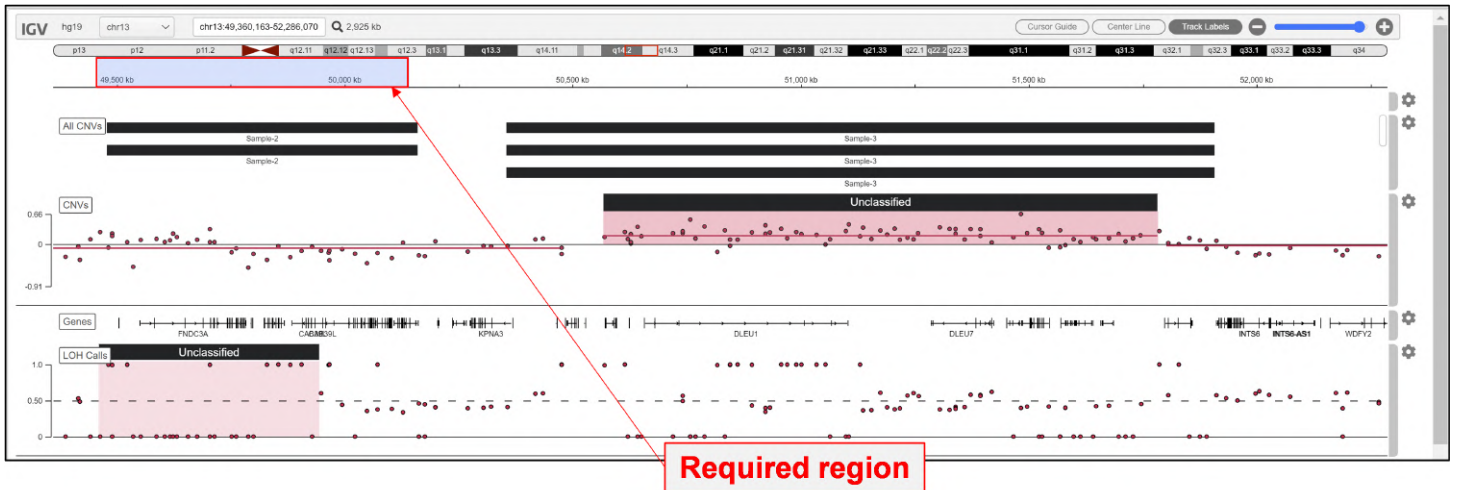 IGV hg19 chr13 chr13:49,360,163-52,286,070 2,925 kb Cursor Guide Center Line Track Labels
p13 p12 p11.2 q12.11 q12.12 q12.13 q12.3 q13.1 q13.3 q14.11 q14.2 q14.3 q21.1 q21.2 q21.31 q21.32 q21.33 q22.1 q22.2 q22.3 q31.1 q31.2 q31.3 q32.1 q32.3 q33.1 q33.2 q33.3 q34
49,500 kb 50,000 kb 50,500 kb 51,000 kb 51,500 kb 52,000 kb
All CNVs
Sample-2 Sample-3
Sample-2 Sample-3
Sample-3
CNVs Unclassified
0.66
0
-0.91
Genes
FNDC3A KPNA3 DLEU1 DLEU7 INTS6 INTS6-AS1 WDFY2
LOH Calls Unclassified
1.0
0.50
0
Required region